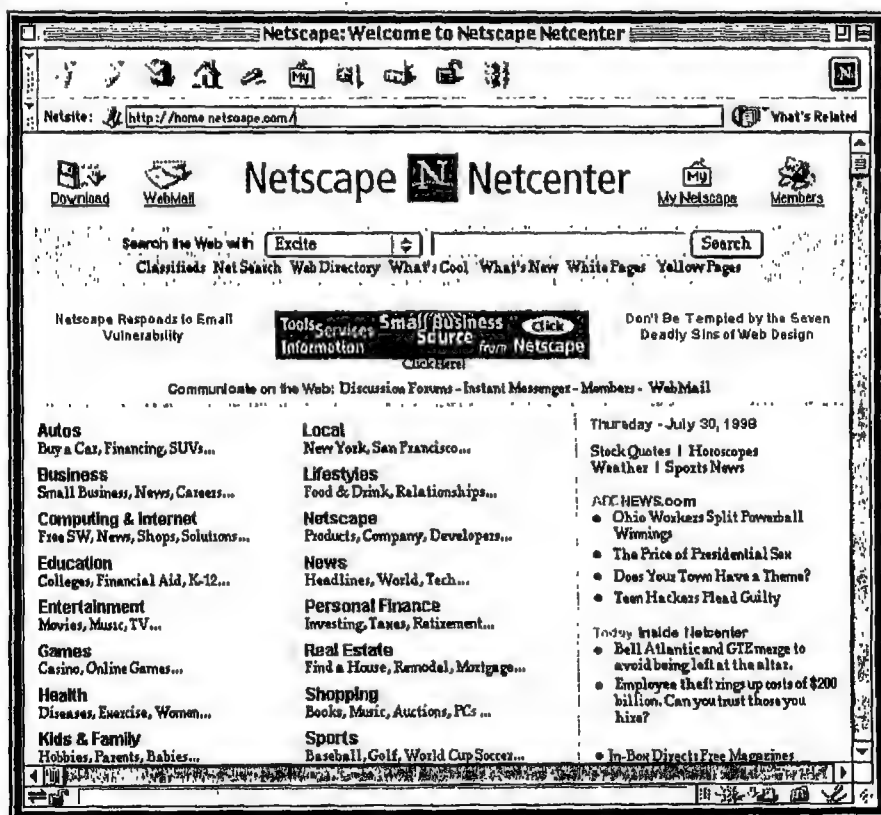 Netscape: Welcome to Netscape Netcenter
My
N
Netsite: http://home.netscape.com/ What's Related
Netscape N Netcenter
My
Download WebMail My Netscape Members
Search the Web with Excite Search
Classifieds Net Search Web Directory What's Cool What's New White Pages Yellow Pages
Netscape Responds to Email
Vulnerability
Tools Services Information Small Business Source from Netscape Click
Click Here!
Don't Be Tempted by the Seven
Deadly Sins of Web Design
Communicate on the Web: Discussion Forums - Instant Messenger - Members - WebMail
Autos
Buy a Car, Financing, SUVs...
Business
Small Business, News, Careers...
Computing & Internet
Free SW, News, Shops, Solutions...
Education
Colleges, Financial Aid, K-12...
Entertainment
Movies, Music, TV...
Games
Casino, Online Games...
Health
Diseases, Exercise, Women...
Kids & Family
Hobbies, Parents, Babies...
Local
New York, San Francisco...
Lifestyles
Food & Drink, Relationships...
Netscape
Products, Company, Developers...
News
Headlines, World, Tech...
Personal Finance
Investing, Taxes, Retirement...
Real Estate
Find a House, Remodel, Mortgage...
Shopping
Books, Music, Auctions, PCs ...
Sports
Baseball, Golf, World Cup Soccer...
Thursday - July 30, 1998
Stock Quotes | Horoscopes
Weather | Sports News
ABCNEWS.com
• Ohio Workers Split Powerball
Winnings
• The Price of Presidential Sex
• Does Your Town Have a Theme?
• Teen Hackers Plead Guilty
Today Inside Netcenter
• Bell Atlantic and GTE merge to
avoid being left at the altar.
• Employee theft rings up costs of $200
billion. Can you trust those you
hire?
• In-Box Direct: Free Magazines